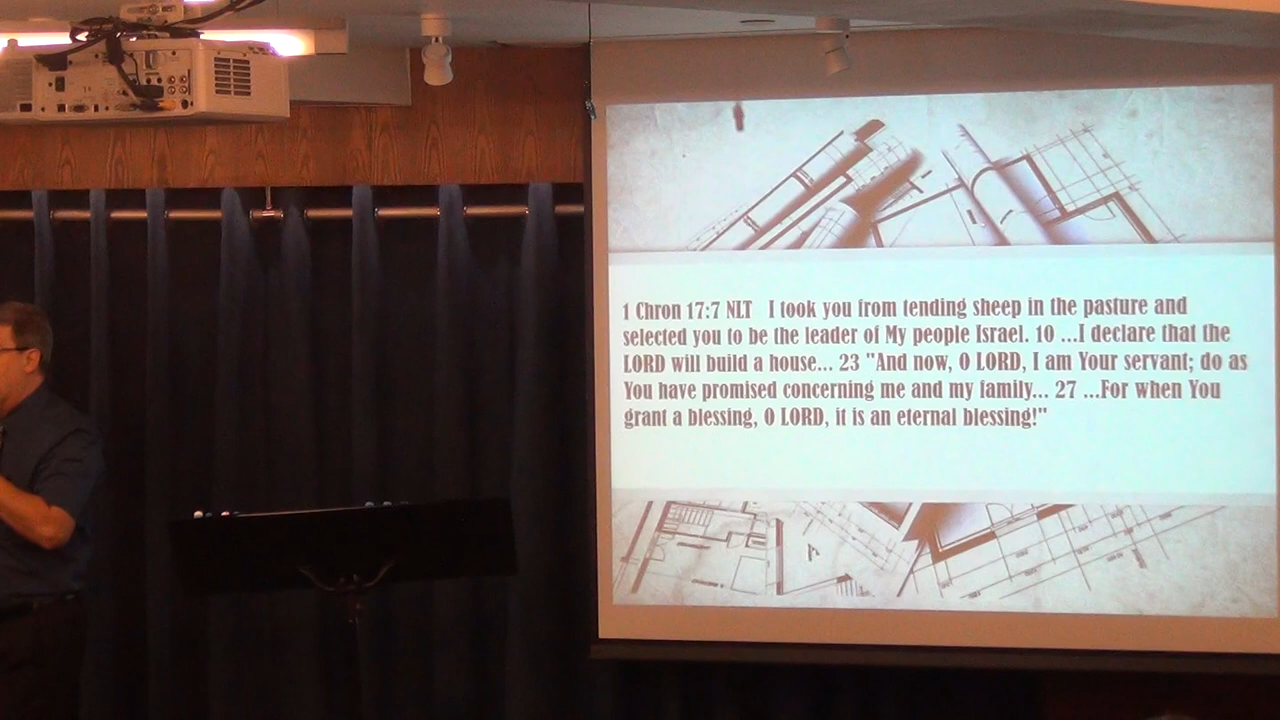 1 Chron 17:7 NLT I took you from tending sheep in the pasture and
selected you to be the leader of My people Israel. 10 ...I declare that the
LORD will build a house... 23 "And now, O LORD, I am Your servant; do as
You have promised concerning me and my family... 27 ...For when You
grant a blessing, O LORD, it is an eternal blessing!"